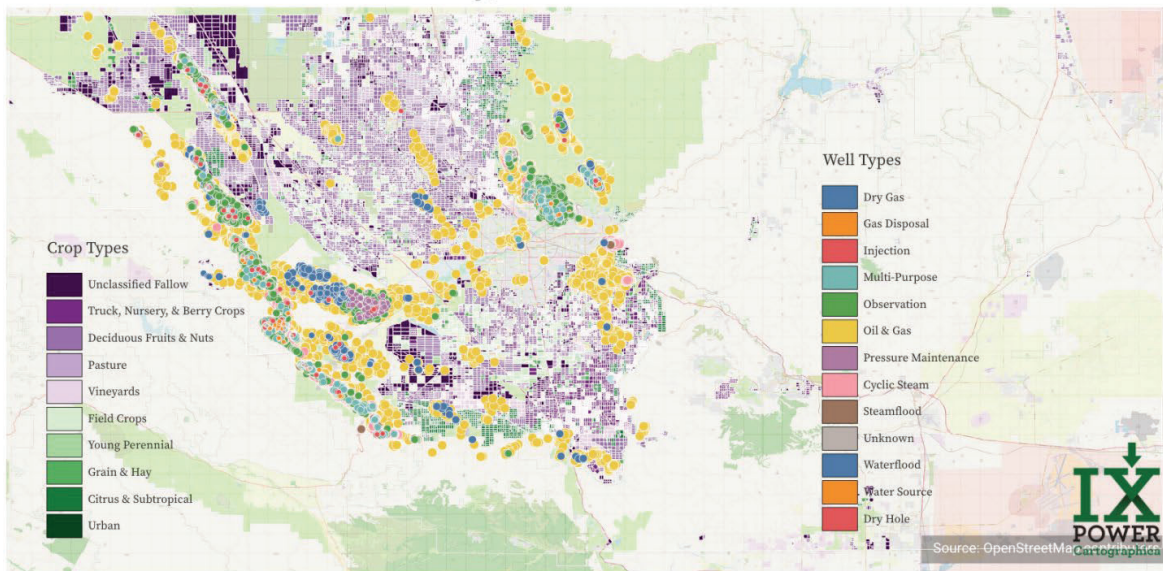 Crop Types
Unclassified Fallow
Truck, Nursery, & Berry Crops
Deciduous Fruits & Nuts
Pasture
Vineyards
Field Crops
Young Perennial
Grain & Hay
Citrus & Subtropical
Urban
Well Types
Dry Gas
Gas Disposal
Injection
Multi-Purpose
Observation
Oil & Gas
Pressure Maintenance
Cyclic Steam
Steamflood
Unknown
Waterflood
Water Source
Dry Hole
IX
POWER
Cartographica
Source: OpenStreetMap contributors